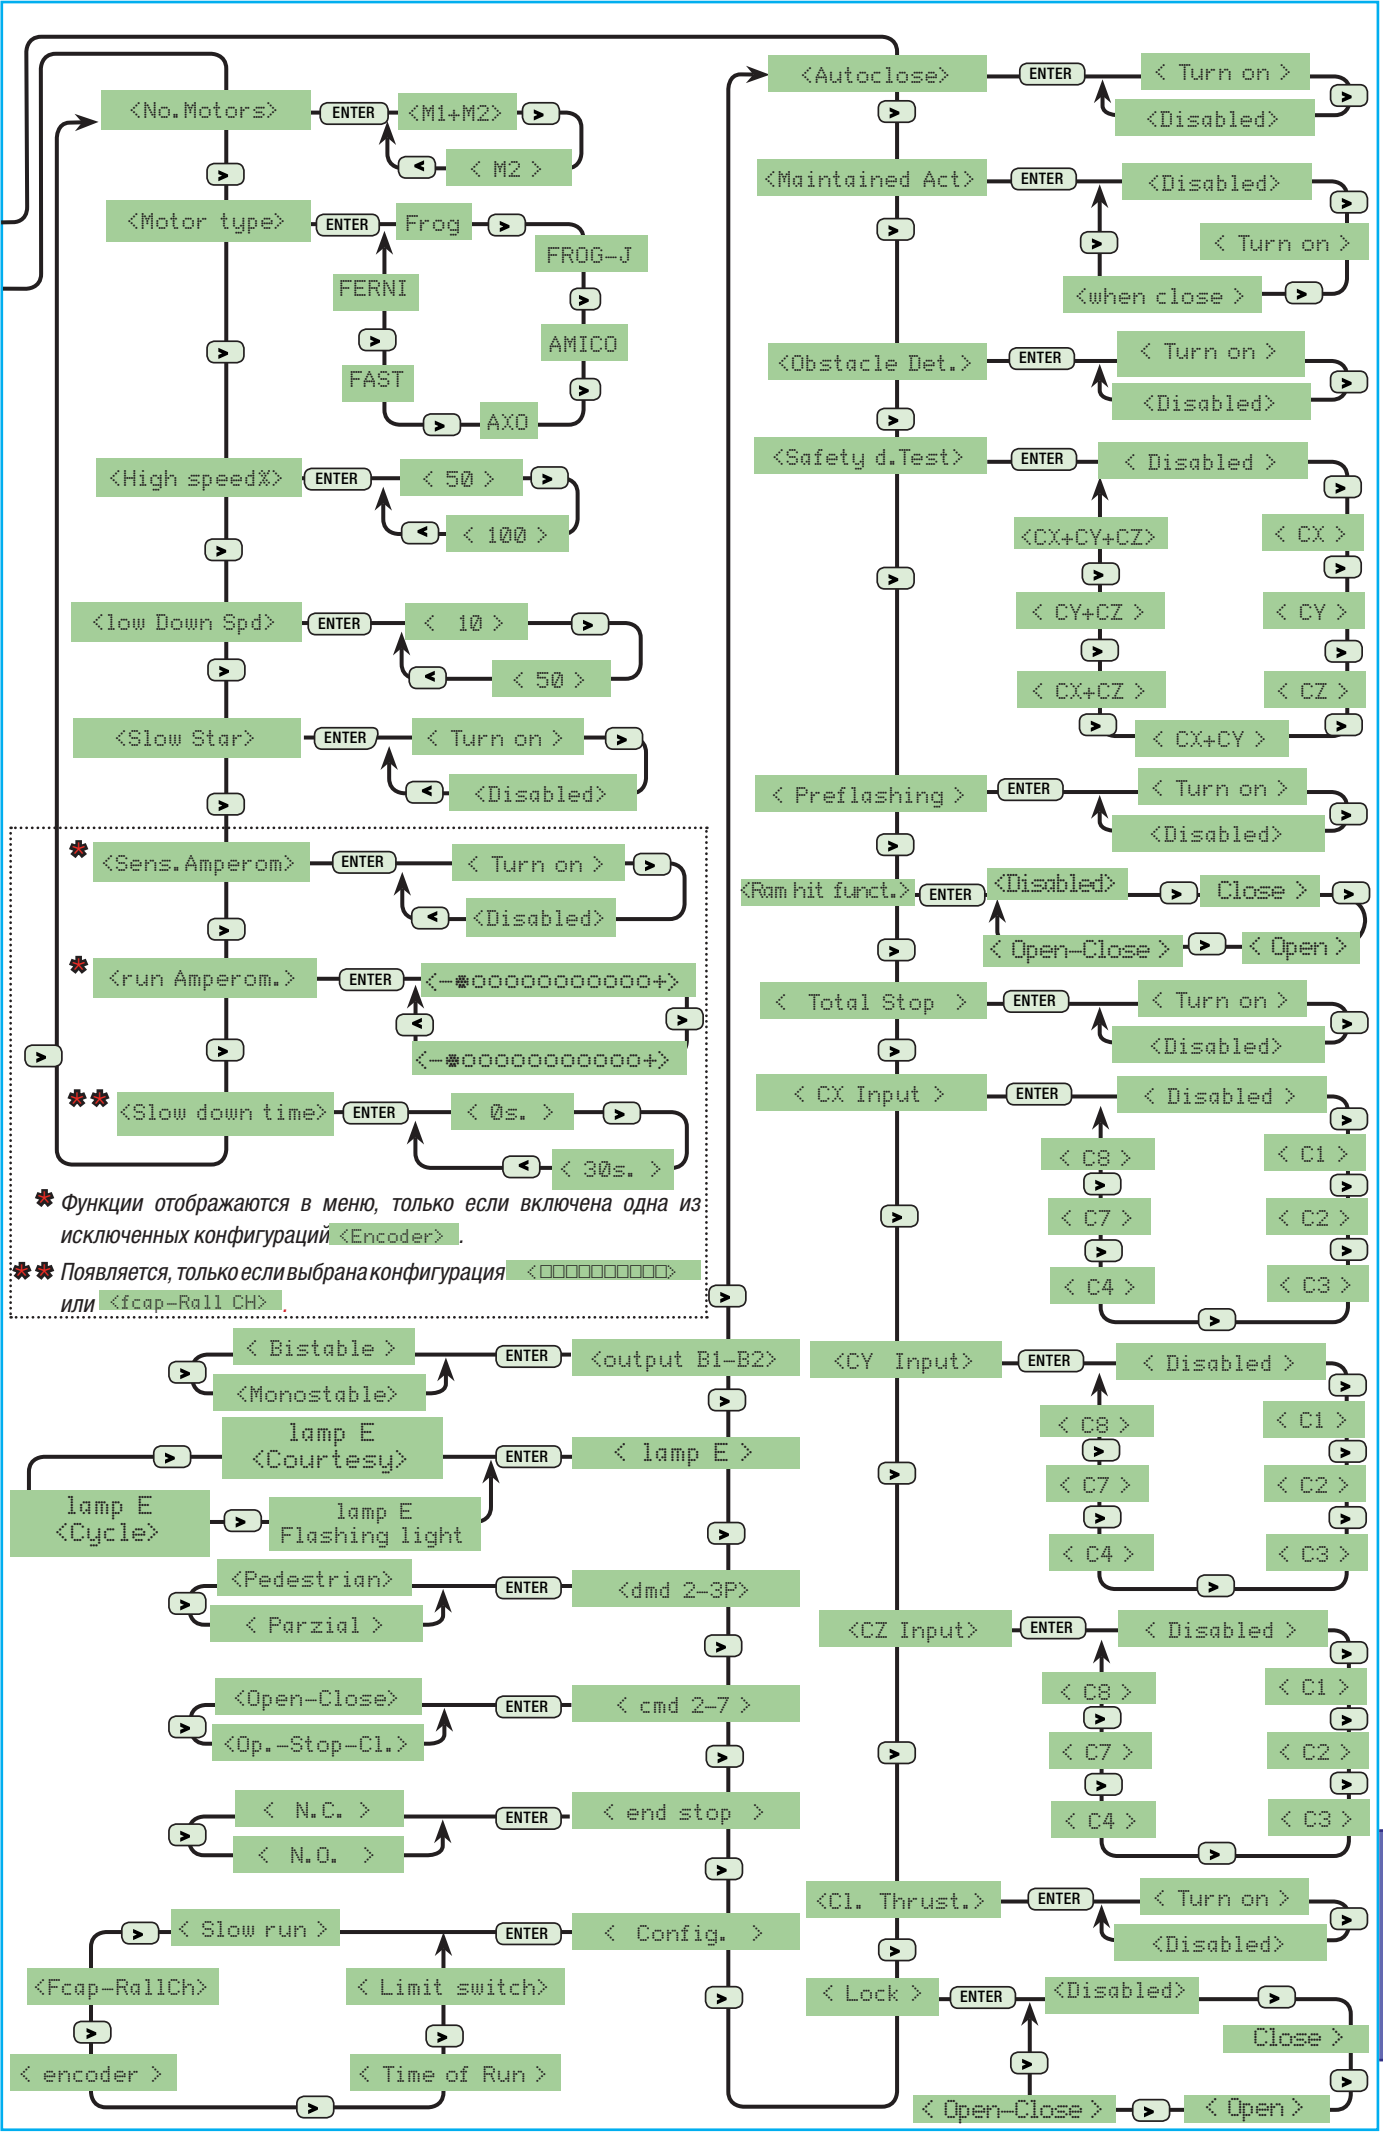 <No.Motors> ENTER <M1+M2> >
>
< < M2 >
<Motor type> ENTER Frog >
FROG-J
FERNI
>
>
AMICO
>
FAST
>
AXO
>
<High speed%> ENTER < 50 > >
< < 100 >
>
<low Down Spd> ENTER < 10 > >
>
< < 50 >
<Slow Star> ENTER < Turn on > >
< <Disabled>
>
* <Sens.Amperom> ENTER < Turn on > >
< <Disabled>
>
* <run Amperom.> ENTER <-*ooooooooooo+>
< >
<-*ooooooooooo+>
> >
** <Slow down time> ENTER < 0s. > >
< < 30s. >
* Функции отображаются в меню, только если включена одна из
исключенных конфигураций <Encoder> .
** Появляется, только если выбрана конфигурация <□□□□□□□□□□>
или <fcap-Rall CH> .
>
< Bistable > ENTER <output B1-B2>
>
<Monostable>
>
lamp E
<Courtesy>
> ENTER < lamp E >
lamp E
<Cycle>
>
lamp E
Flashing light
>
<Pedestrian> ENTER <dmd 2-3P>
>
< Parzial >
>
<Open-Close> ENTER < cmd 2-7 >
>
<Op.-Stop-Cl.>
>
< N.C. > ENTER < end stop >
>
< N.O. >
>
> < Slow run > ENTER < Config. >
<Fcap-RallCh> < Limit switch>
>
> >
< encoder > < Time of Run >
>
<Autoclose> ENTER < Turn on >
>
>
<Disabled>
<Maintained Act> ENTER <Disabled>
>
>
>
< Turn on >
<when close > >
<Obstacle Det.> ENTER < Turn on >
>
<Disabled>
>
<Safety d.Test> ENTER < Disabled >
>
<CX+CY+CZ> < CX >
> >
>
< CY+CZ > < CY >
> >
< CX+CZ > < CZ >
> >
< CX+CY >
< Preflashing > ENTER < Turn on >
>
<Disabled>
>
<Ram hit funct.> ENTER <Disabled> > Close > >
< Open-Close > > < Open >
>
< Total Stop > ENTER < Turn on >
>
<Disabled>
>
< CX Input > ENTER < Disabled >
>
< C8 > < C1 >
> >
< C7 > < C2 >
>
> >
< C4 > < C3 >
>
<CY Input> ENTER < Disabled >
>
< C8 > < C1 >
> >
< C7 > < C2 >
>
> >
< C4 > < C3 >
>
<CZ Input> ENTER < Disabled >
>
< C8 > < C1 >
> >
< C7 > < C2 >
>
> >
< C4 > < C3 >
>
<Cl. Thrust.> ENTER < Turn on >
>
<Disabled>
>
< Lock > ENTER <Disabled> >
Close >
>
>
< Open-Close > > < Open >